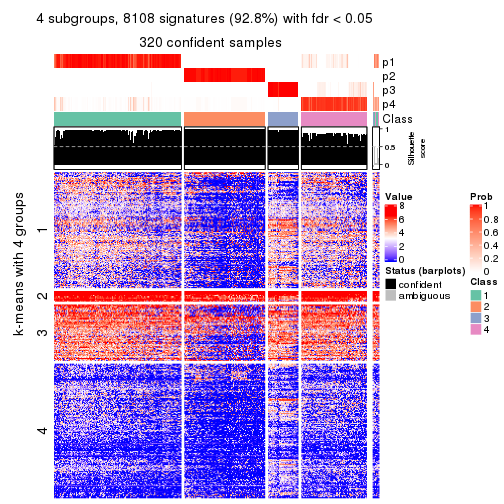 4 subgroups, 8108 signatures (92.8%) with fdr < 0.05
320 confident samples
p1
p2
p3
p4
Class
1
0.5
0
Silhouette
score
k-means with 4 groups
1
2
3
4
Value
8
6
4
2
0
Status (barplots)
confident
ambiguous
Prob
1
0.8
0.6
0.4
0.2
0
Class
1
2
3
4